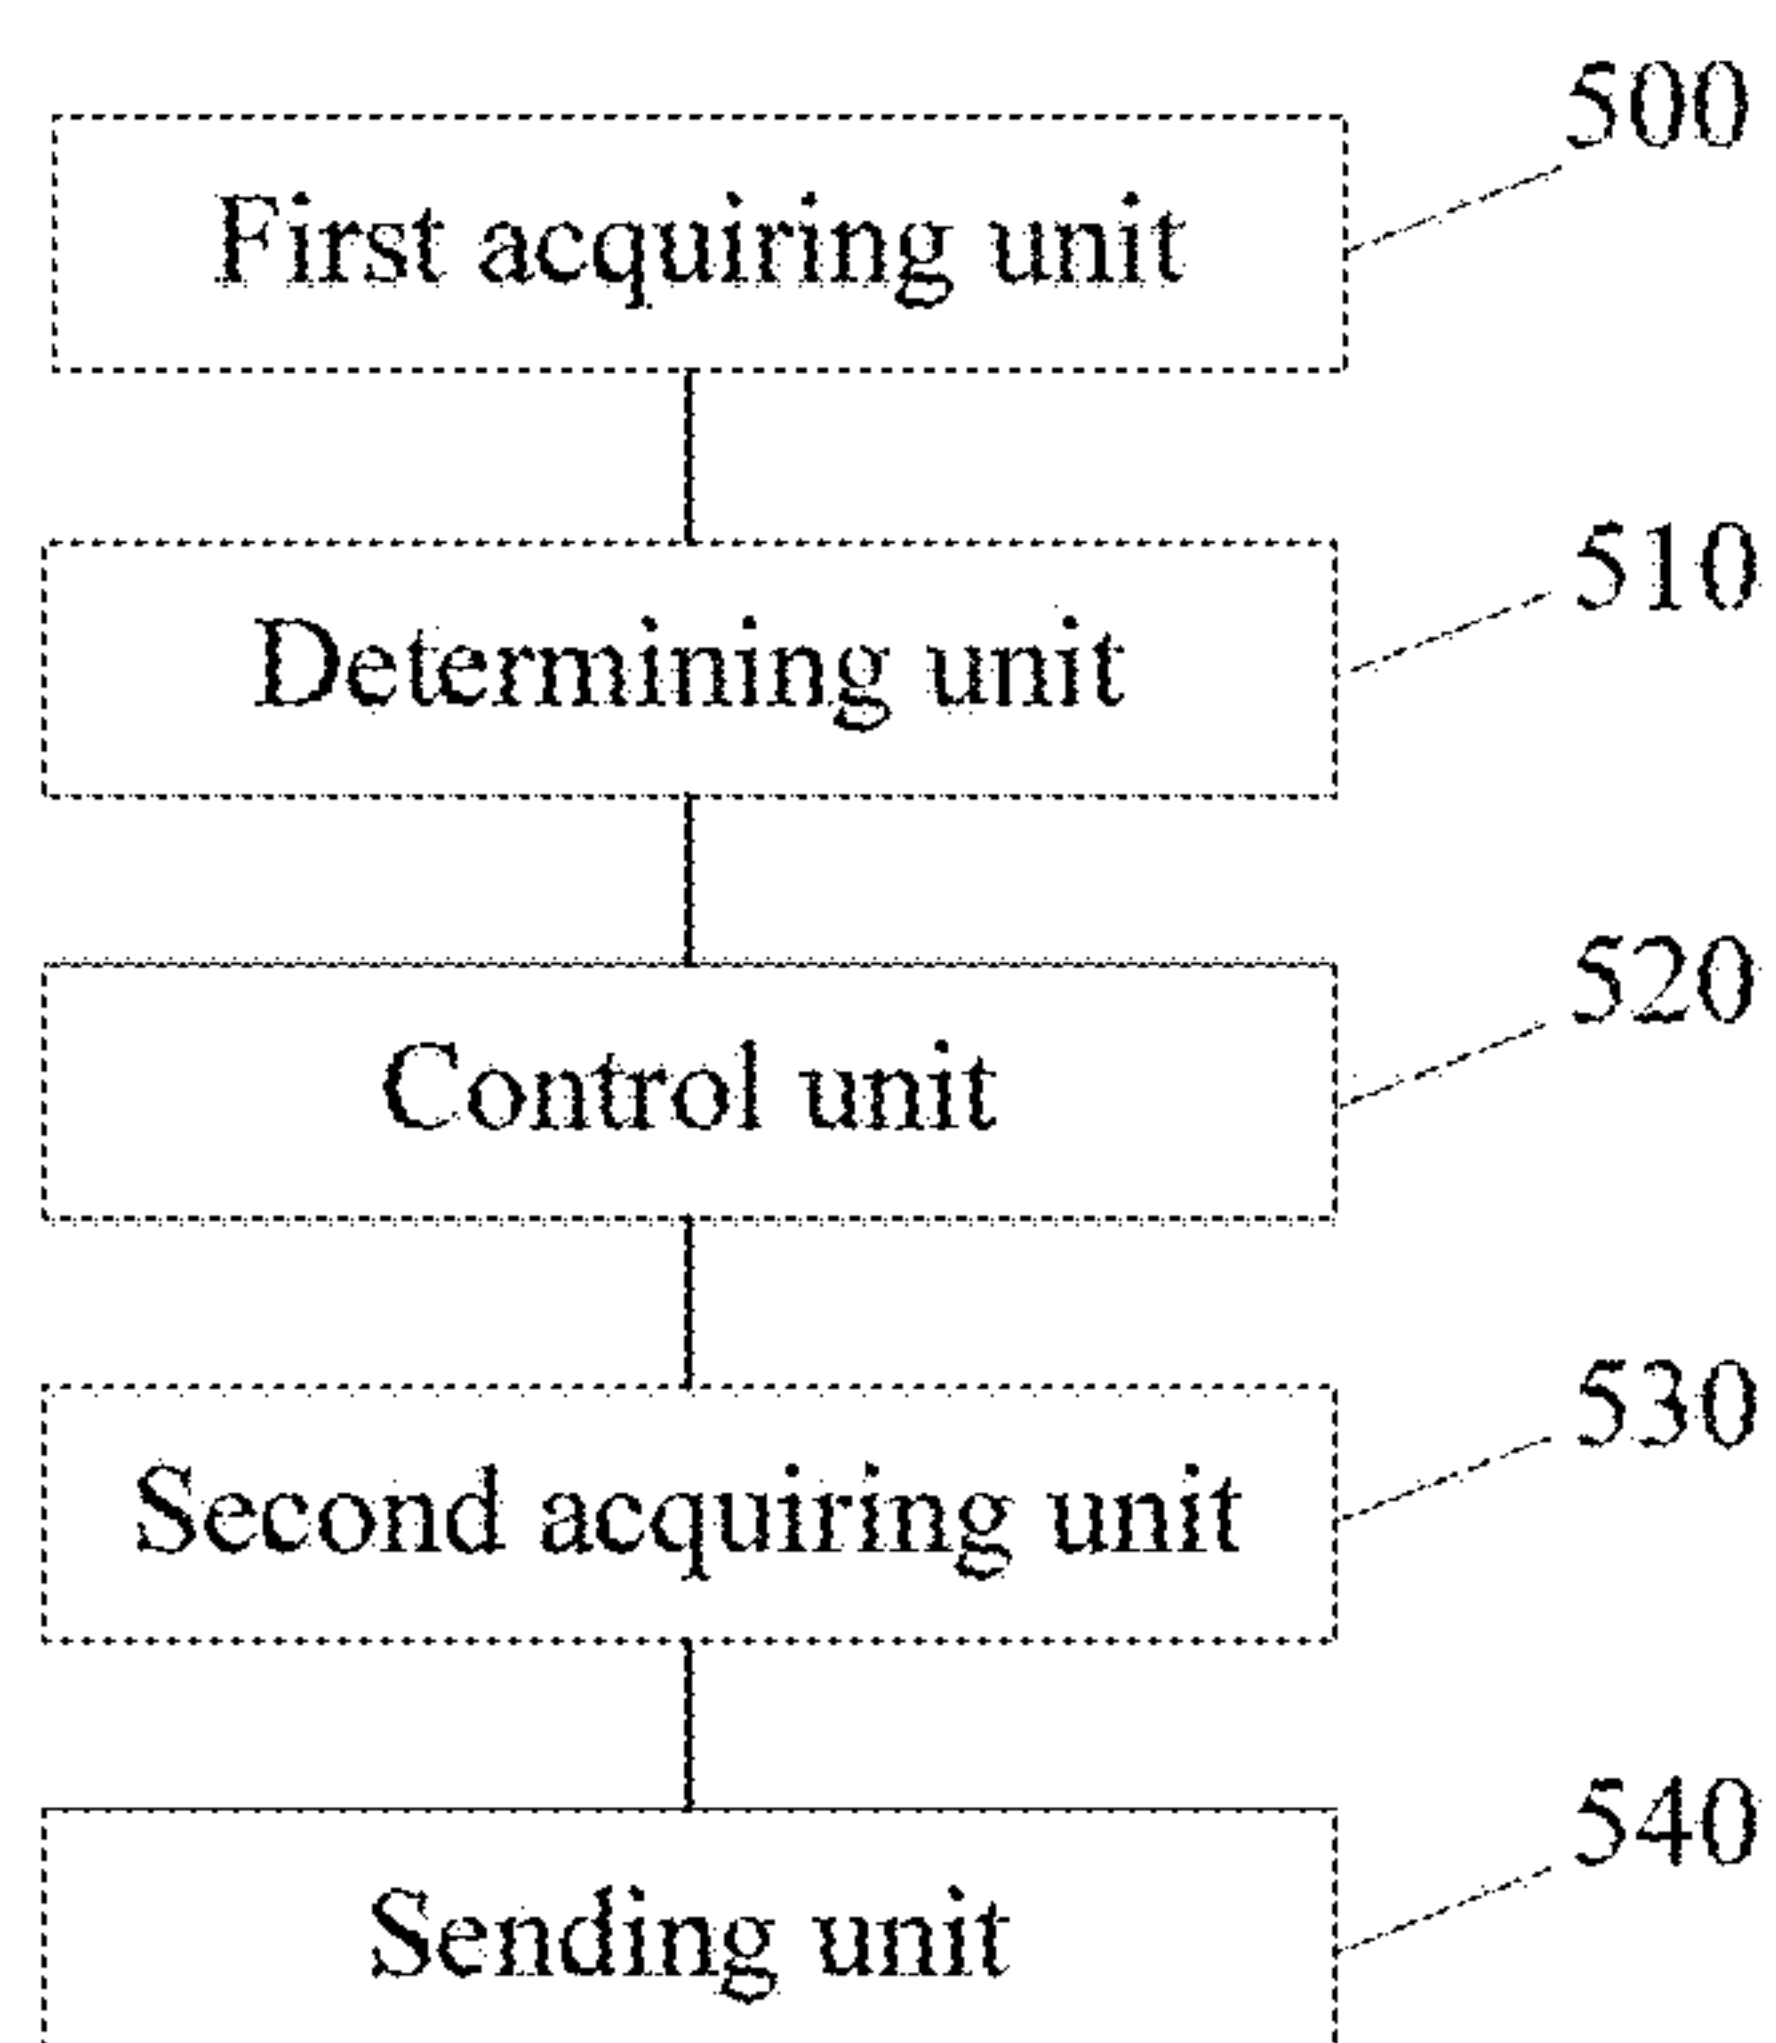 500
First acquiring unit
510
Determining unit
520
Control unit
530
Second acquiring unit
540
Sending unit